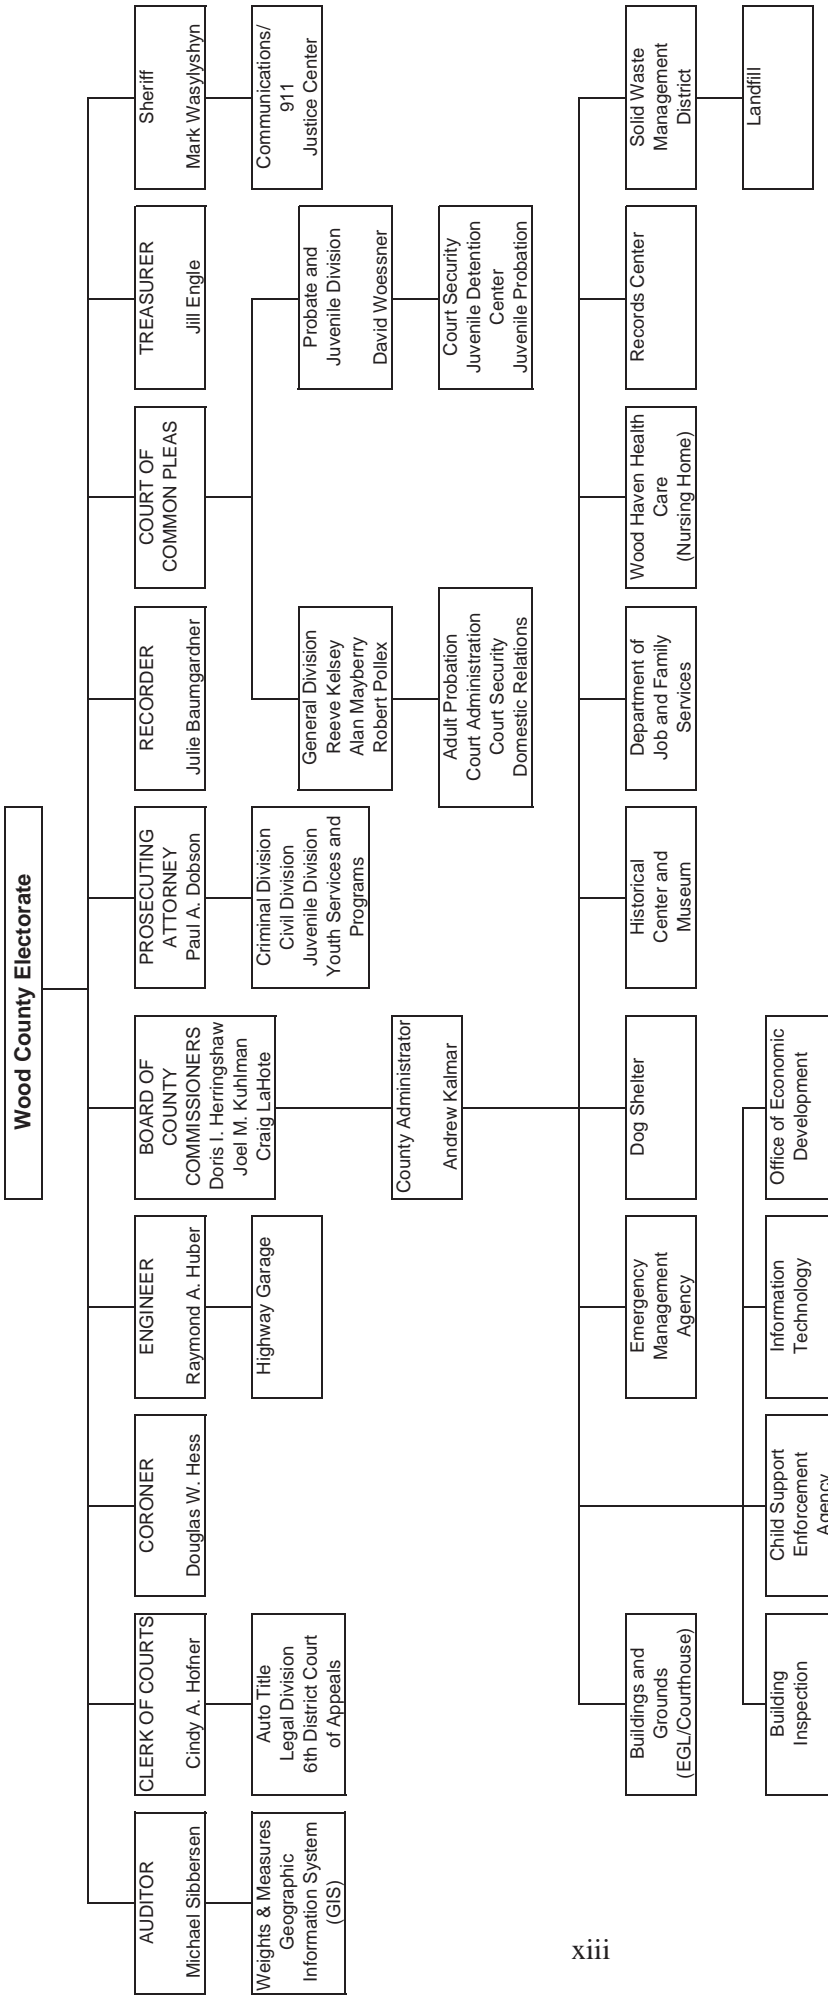 Wood County Electorate
AUDITOR
Michael Sibbersen
CLERK OF COURTS
Cindy A. Hofner
CORONER
Douglas W. Hess
ENGINEER
Raymond A. Huber
BOARD OF
COUNTY
COMMISSIONERS
Doris I. Herringshaw
Joel M. Kuhlman
Craig LaHote
PROSECUTING
ATTORNEY
Paul A. Dobson
RECORDER
Julie Baumgardner
COURT OF
COMMON PLEAS
TREASURER
Jill Engle
Sheriff
Mark Wasylyshyn
Weights & Measures
Geographic
Information System
(GIS)
Auto Title
Legal Division
6th District Court
of Appeals
Highway Garage
Criminal Division
Civil Division
Juvenile Division
Youth Services and
Programs
Communications/
911
Justice Center
General Division
Reeve Kelsey
Alan Mayberry
Robert Pollex
Probate and
Juvenile Division
David Woessner
County Administrator
Andrew Kalmar
Adult Probation
Court Administration
Court Security
Domestic Relations
Court Security
Juvenile Detention
Center
Juvenile Probation
Buildings and
Grounds
(EGL/Courthouse)
Emergency
Management
Agency
Dog Shelter
Historical
Center and
Museum
Department of
Job and Family
Services
Wood Haven Health
Care
(Nursing Home)
Records Center
Solid Waste
Management
District
Building
Inspection
Child Support
Enforcement
Agency
Information
Technology
Office of Economic
Development
Landfill
xiii